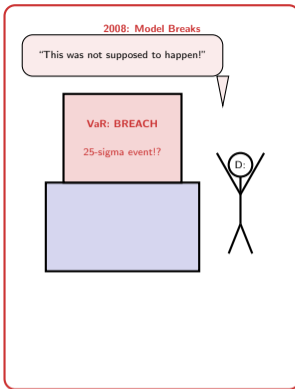 2008: Model Breaks
“This was not supposed to happen!”
VaR: BREACH
25-sigma event!?
D: